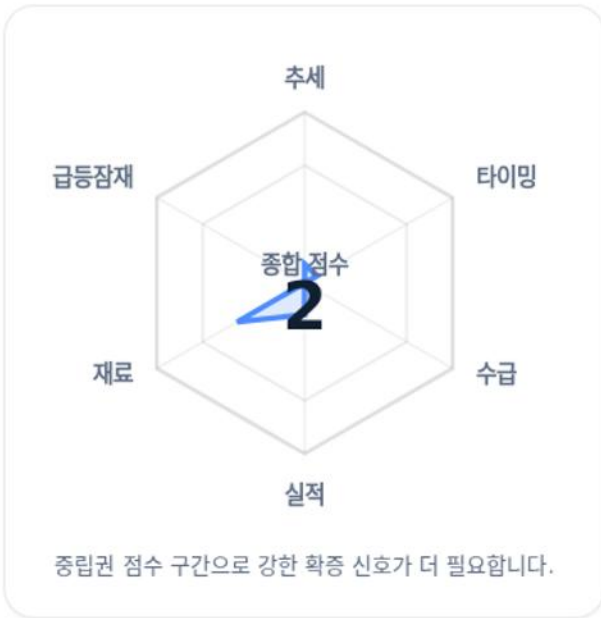 추세
급등잠재
타이밍
종합 점수
2
재료
수급
실적
중립권 점수 구간으로 강한 확증 신호가 더 필요합니다.